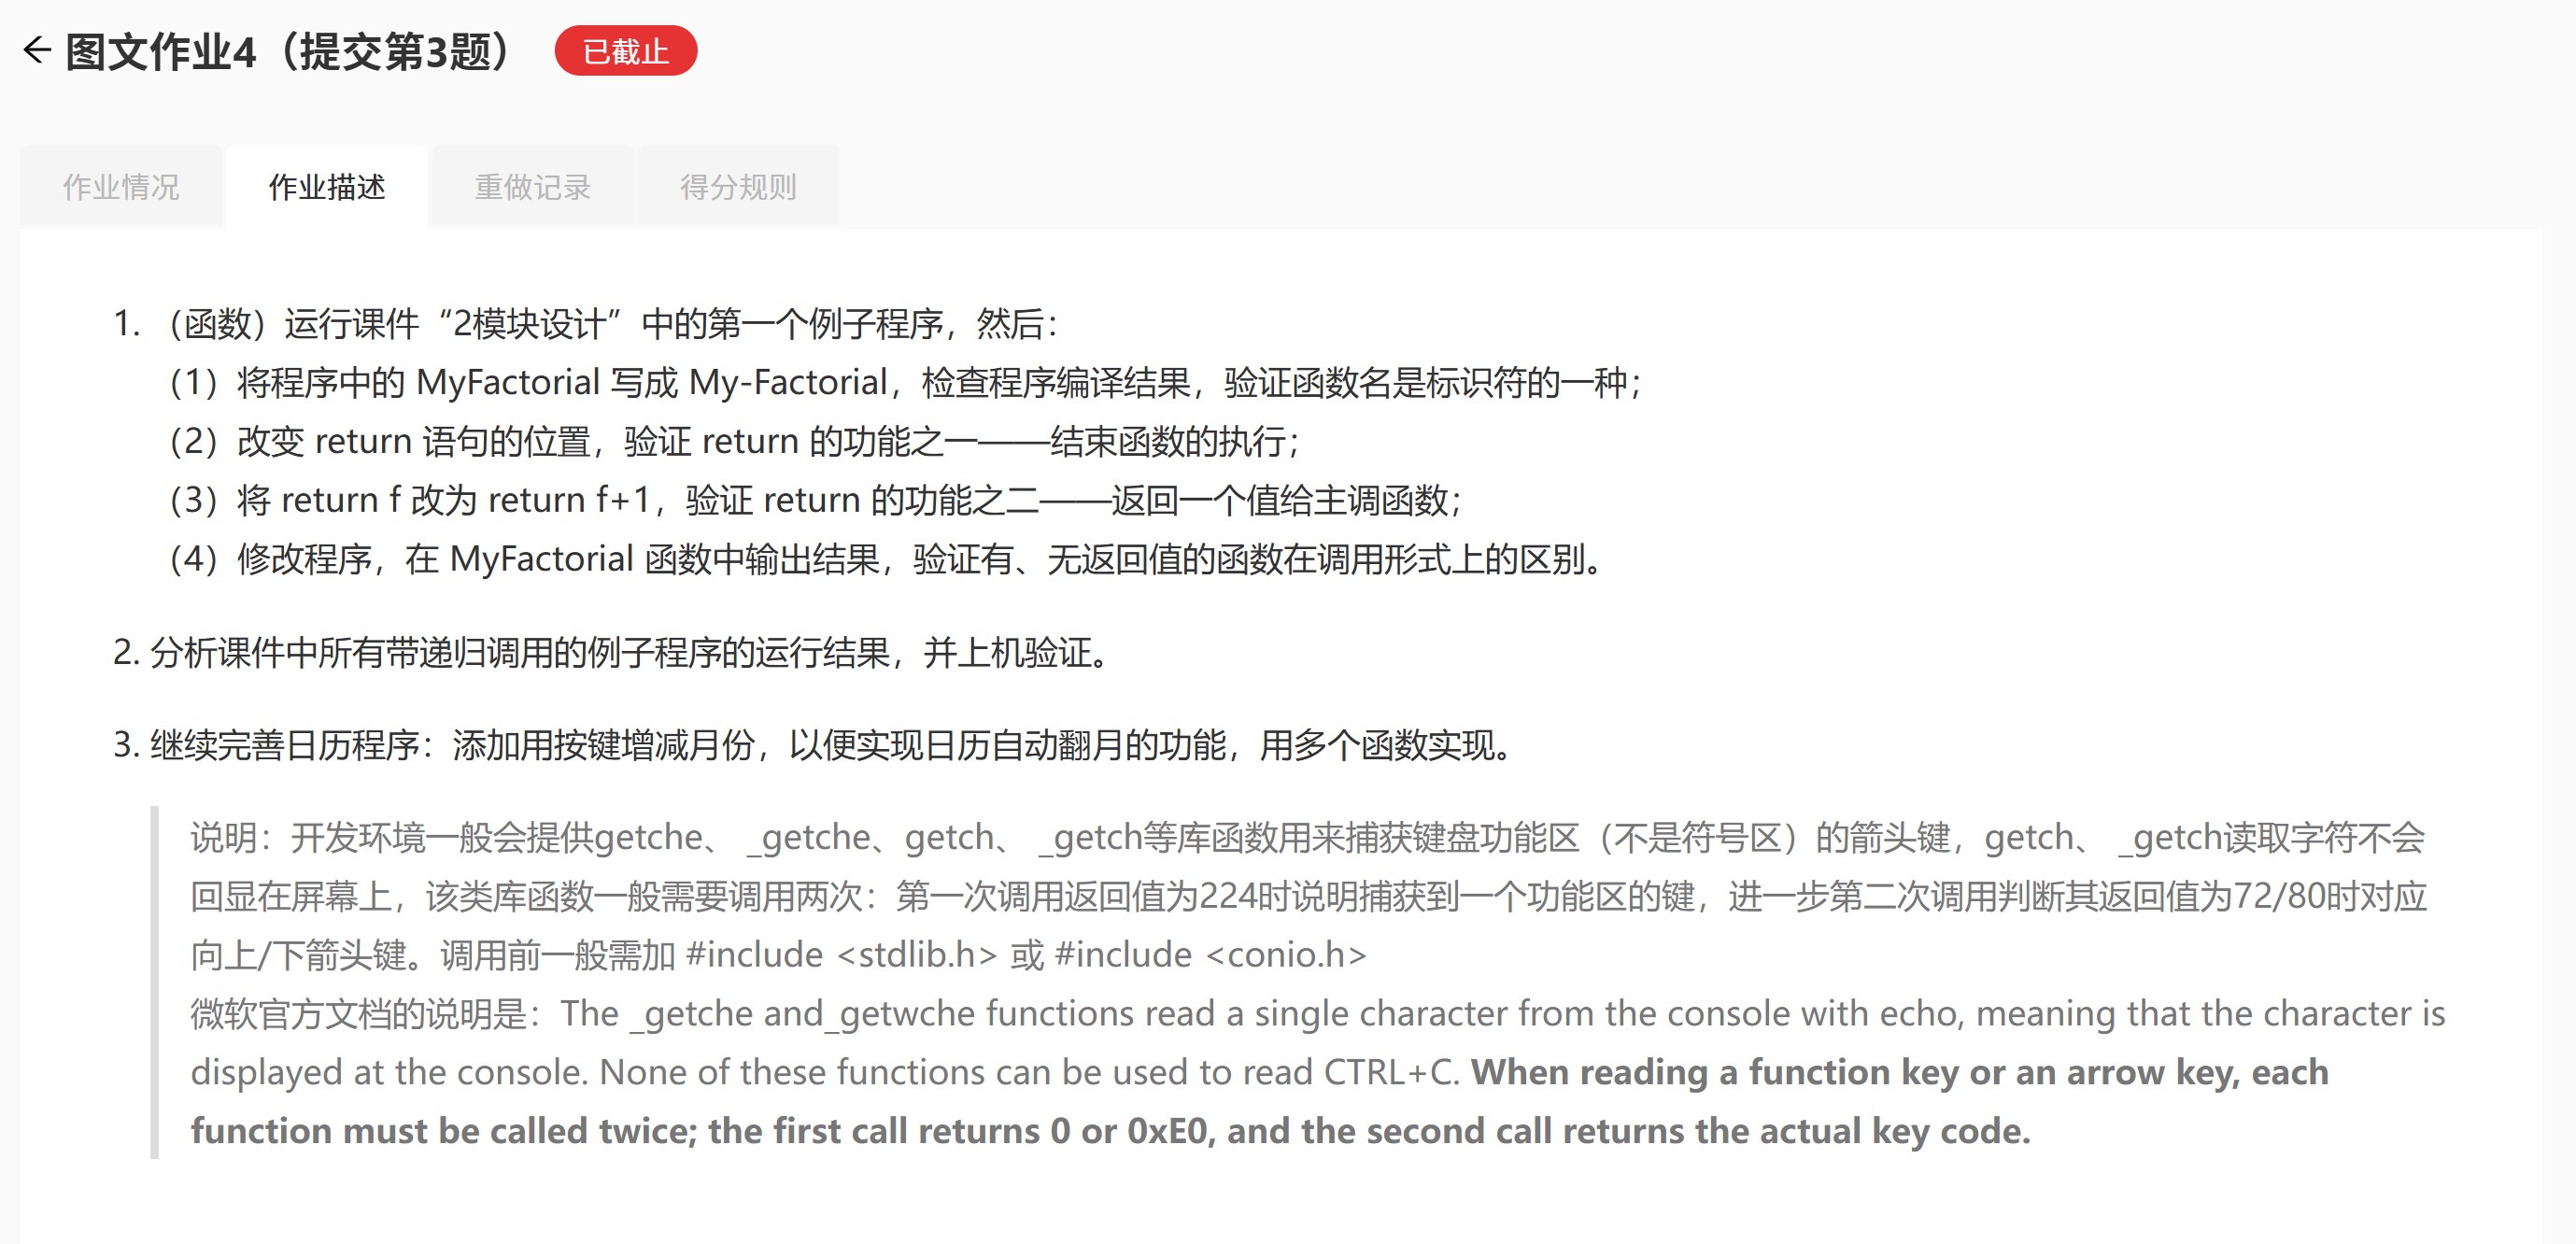 ← 图文作业4（提交第3题） 已截止
作业情况 作业描述 重做记录 得分规则
1. （函数）运行课件“2模块设计”中的第一个例子程序，然后：
（1）将程序中的 MyFactorial 写成 My-Factorial，检查程序编译结果，验证函数名是标识符的一种；
（2）改变 return 语句的位置，验证 return 的功能之一——结束函数的执行；
（3）将 return f 改为 return f+1，验证 return 的功能之二——返回一个值给主调函数；
（4）修改程序，在 MyFactorial 函数中输出结果，验证有、无返回值的函数在调用形式上的区别。
2. 分析课件中所有带递归调用的例子程序的运行结果，并上机验证。
3. 继续完善日历程序：添加用按键增减月份，以便实现日历自动翻月的功能，用多个函数实现。
说明：开发环境一般会提供getche、 _getche、getch、 _getch等库函数用来捕获键盘功能区（不是符号区）的箭头键，getch、 _getch读取字符不会
回显在屏幕上，该类库函数一般需要调用两次：第一次调用返回值为224时说明捕获到一个功能区的键，进一步第二次调用判断其返回值为72/80时对应
向上/下箭头键。调用前一般需加 #include <stdlib.h> 或 #include <conio.h>
微软官方文档的说明是：The _getche and_getwche functions read a single character from the console with echo, meaning that the character is
displayed at the console. None of these functions can be used to read CTRL+C. When reading a function key or an arrow key, each
function must be called twice; the first call returns 0 or 0xE0, and the second call returns the actual key code.